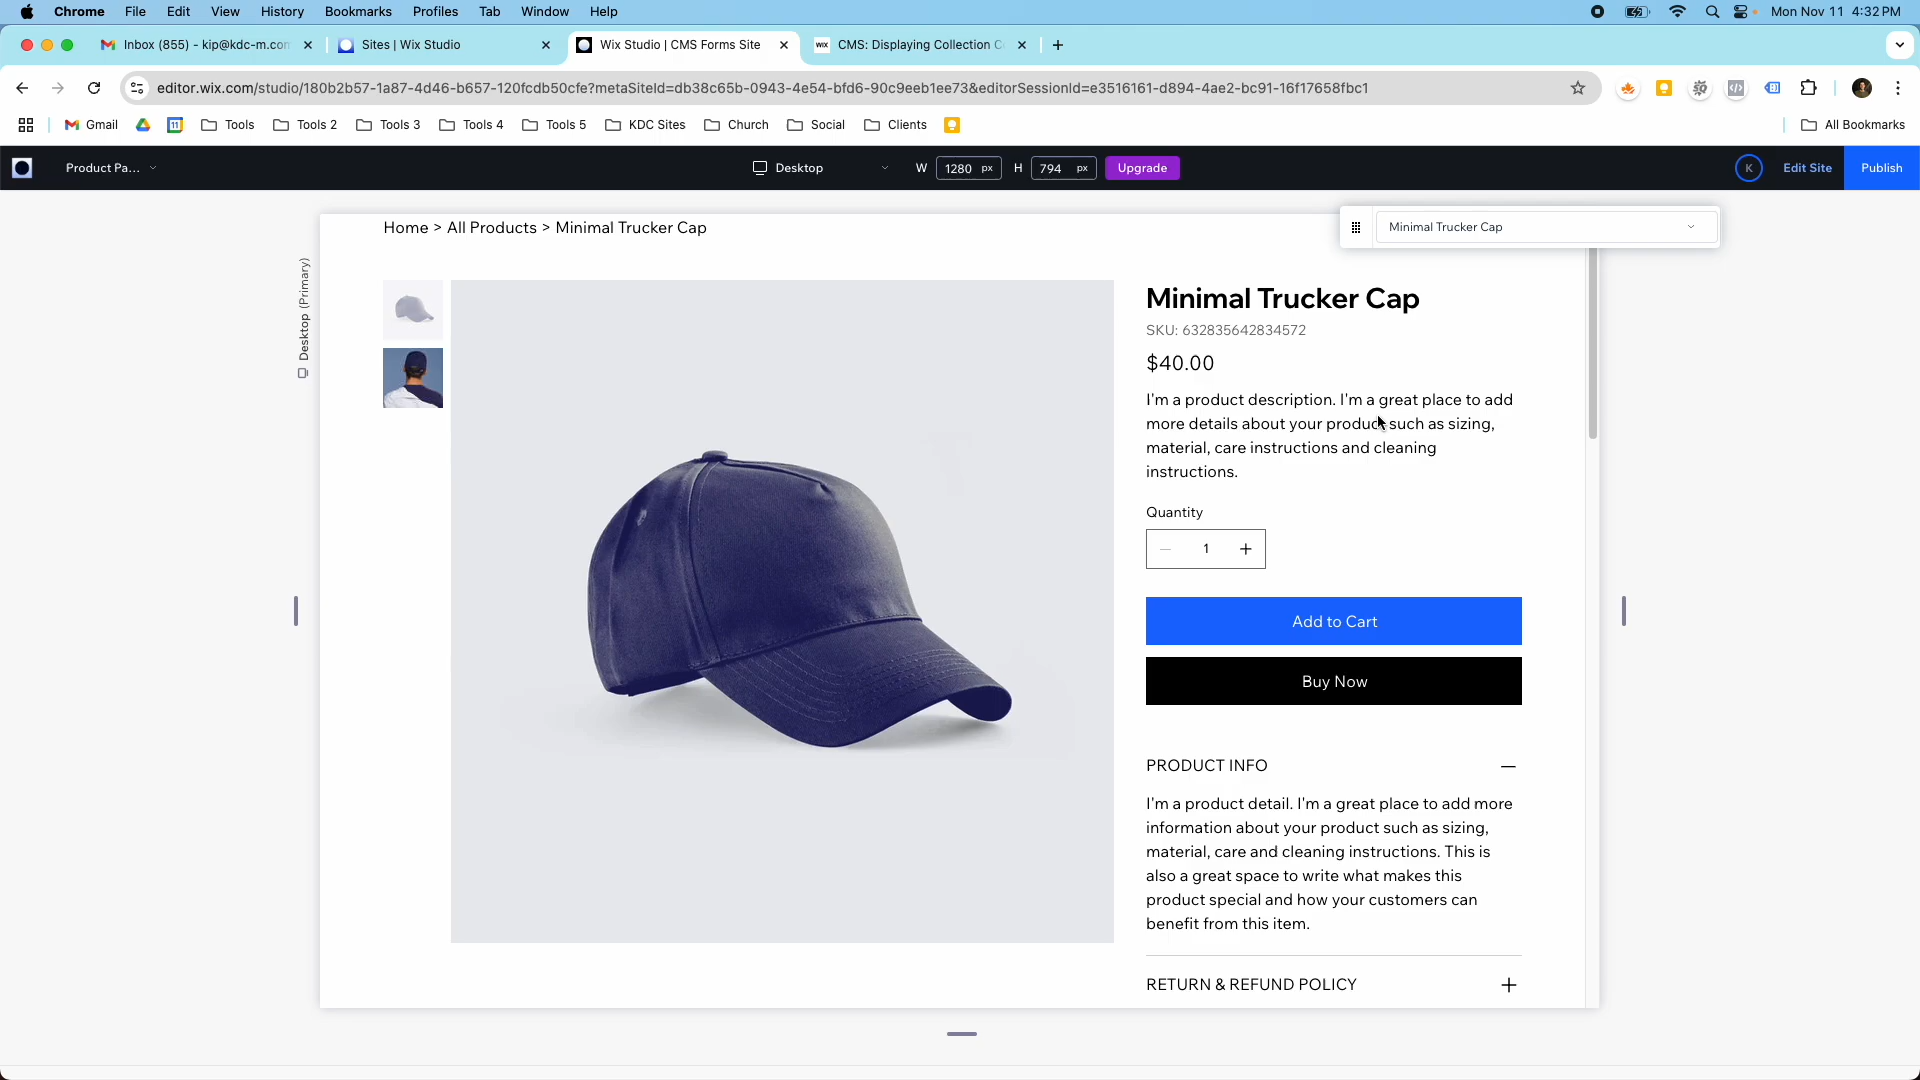 Chrome File Edit View History Bookmarks Profiles Tab Window Help Mon Nov 11 4:32 PM
Inbox (855) - kip@kdc-m.com Sites | Wix Studio Wix Studio | CMS Forms Site WIX CMS: Displaying Collection C
editor.wix.com/studio/180b2b57-1a87-4d46-b657-120fcdb50cfe?metaSiteId=db38c65b-0943-4e54-bfd6-90c9eeb1ee73&editorSessionId=e3516161-d894-4ae2-bc91-16f17658fbc1
Gmail Tools Tools 2 Tools 3 Tools 4 Tools 5 KDC Sites Church Social Clients All Bookmarks
Product Pa... Desktop W 1280 px H 794 px Upgrade K Edit Site Publish
Home > All Products > Minimal Trucker Cap
Minimal Trucker Cap
Desktop (Primary)
Minimal Trucker Cap
SKU: 632835642834572
$40.00
I'm a product description. I'm a great place to add
more details about your product such as sizing,
material, care instructions and cleaning
instructions.
Quantity
1
Add to Cart
Buy Now
PRODUCT INFO
I'm a product detail. I'm a great place to add more
information about your product such as sizing,
material, care and cleaning instructions. This is
also a great space to write what makes this
product special and how your customers can
benefit from this item.
RETURN & REFUND POLICY